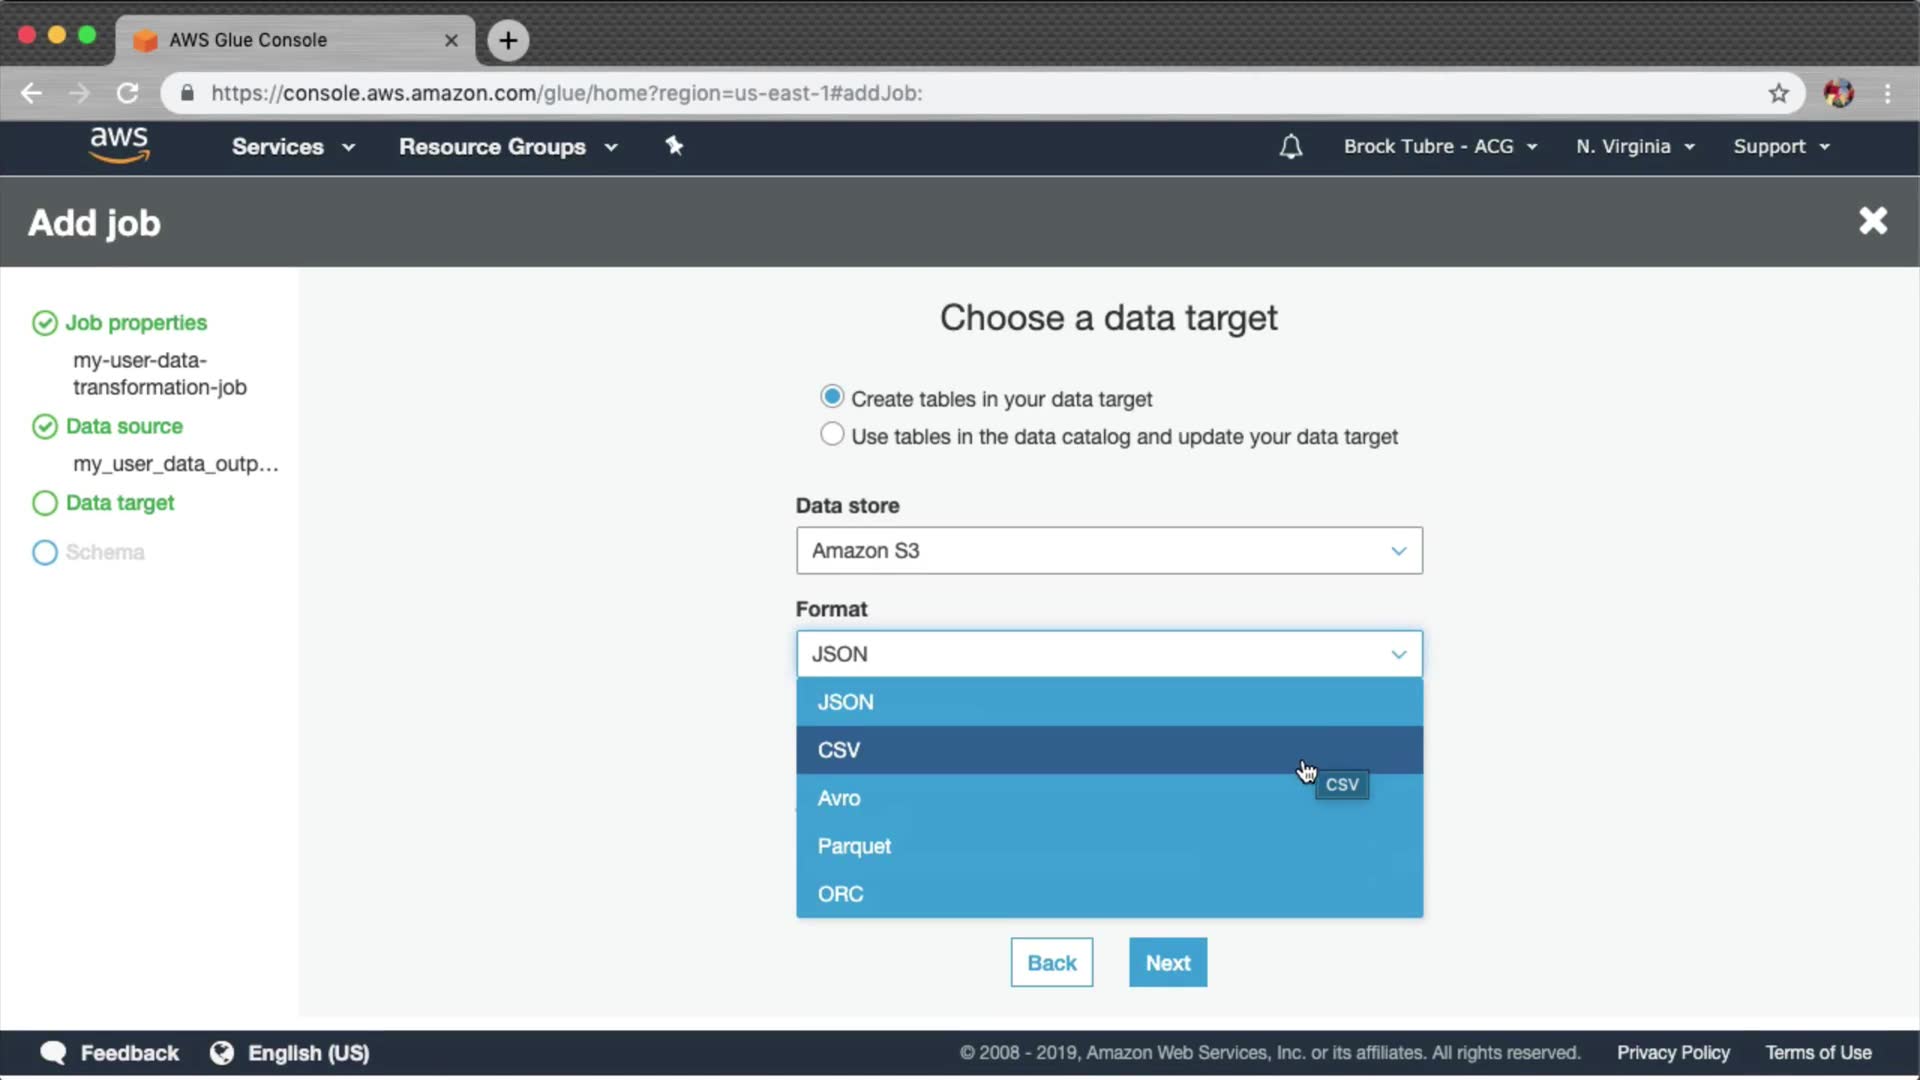 AWS Glue Console
https://console.aws.amazon.com/glue/home?region=us-east-1#addJob:
aws
Services
Resource Groups
Brock Tubre - ACG
N. Virginia
Support
Add job
Job properties
my-user-data-
transformation-job
Data source
my_user_data_outp...
Data target
Schema
Choose a data target
Create tables in your data target
Use tables in the data catalog and update your data target
Data store
Amazon S3
Format
JSON
JSON
CSV
CSV
Avro
Parquet
ORC
Back
Next
Feedback
English (US)
© 2008 - 2019, Amazon Web Services, Inc. or its affiliates. All rights reserved.
Privacy Policy
Terms of Use